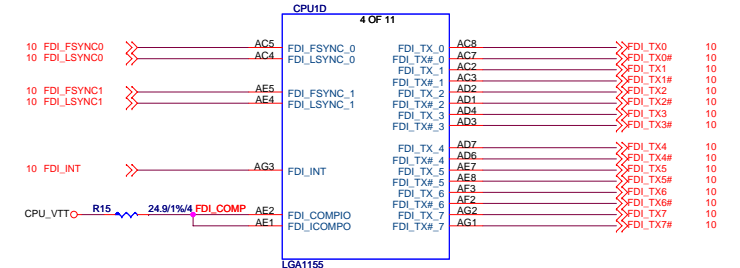 CPU1D
4 OF 11
10 FDI_FSYNC0 AC5 FDI_FSYNC_0 FDI_TX_0 AC8 FDI_TX0 10
10 FDI_LSYNC0 AC4 FDI_LSYNC_0 FDI_TX#_0 AC7 FDI_TX0# 10
FDI_TX_1 AC2 FDI_TX1 10
FDI_TX#_1 AC3 FDI_TX1# 10
10 FDI_FSYNC1 AE5 FDI_FSYNC_1 FDI_TX_2 AD2 FDI_TX2 10
10 FDI_LSYNC1 AE4 FDI_LSYNC_1 FDI_TX#_2 AD1 FDI_TX2# 10
FDI_TX_3 AD4 FDI_TX3 10
FDI_TX#_3 AD3 FDI_TX3# 10
FDI_TX_4 AD7 FDI_TX4 10
FDI_TX#_4 AD6 FDI_TX4# 10
10 FDI_INT AG3 FDI_INT FDI_TX_5 AE7 FDI_TX5 10
FDI_TX#_5 AE8 FDI_TX5# 10
FDI_TX_6 AF3 FDI_TX6 10
FDI_TX#_6 AF2 FDI_TX6# 10
CPU_VTT R15 24.9/1%/4 FDI_COMP AE2 FDI_COMPIO FDI_TX_7 AG2 FDI_TX7 10
AE1 FDI_ICOMPO FDI_TX#_7 AG1 FDI_TX7# 10
LGA1155